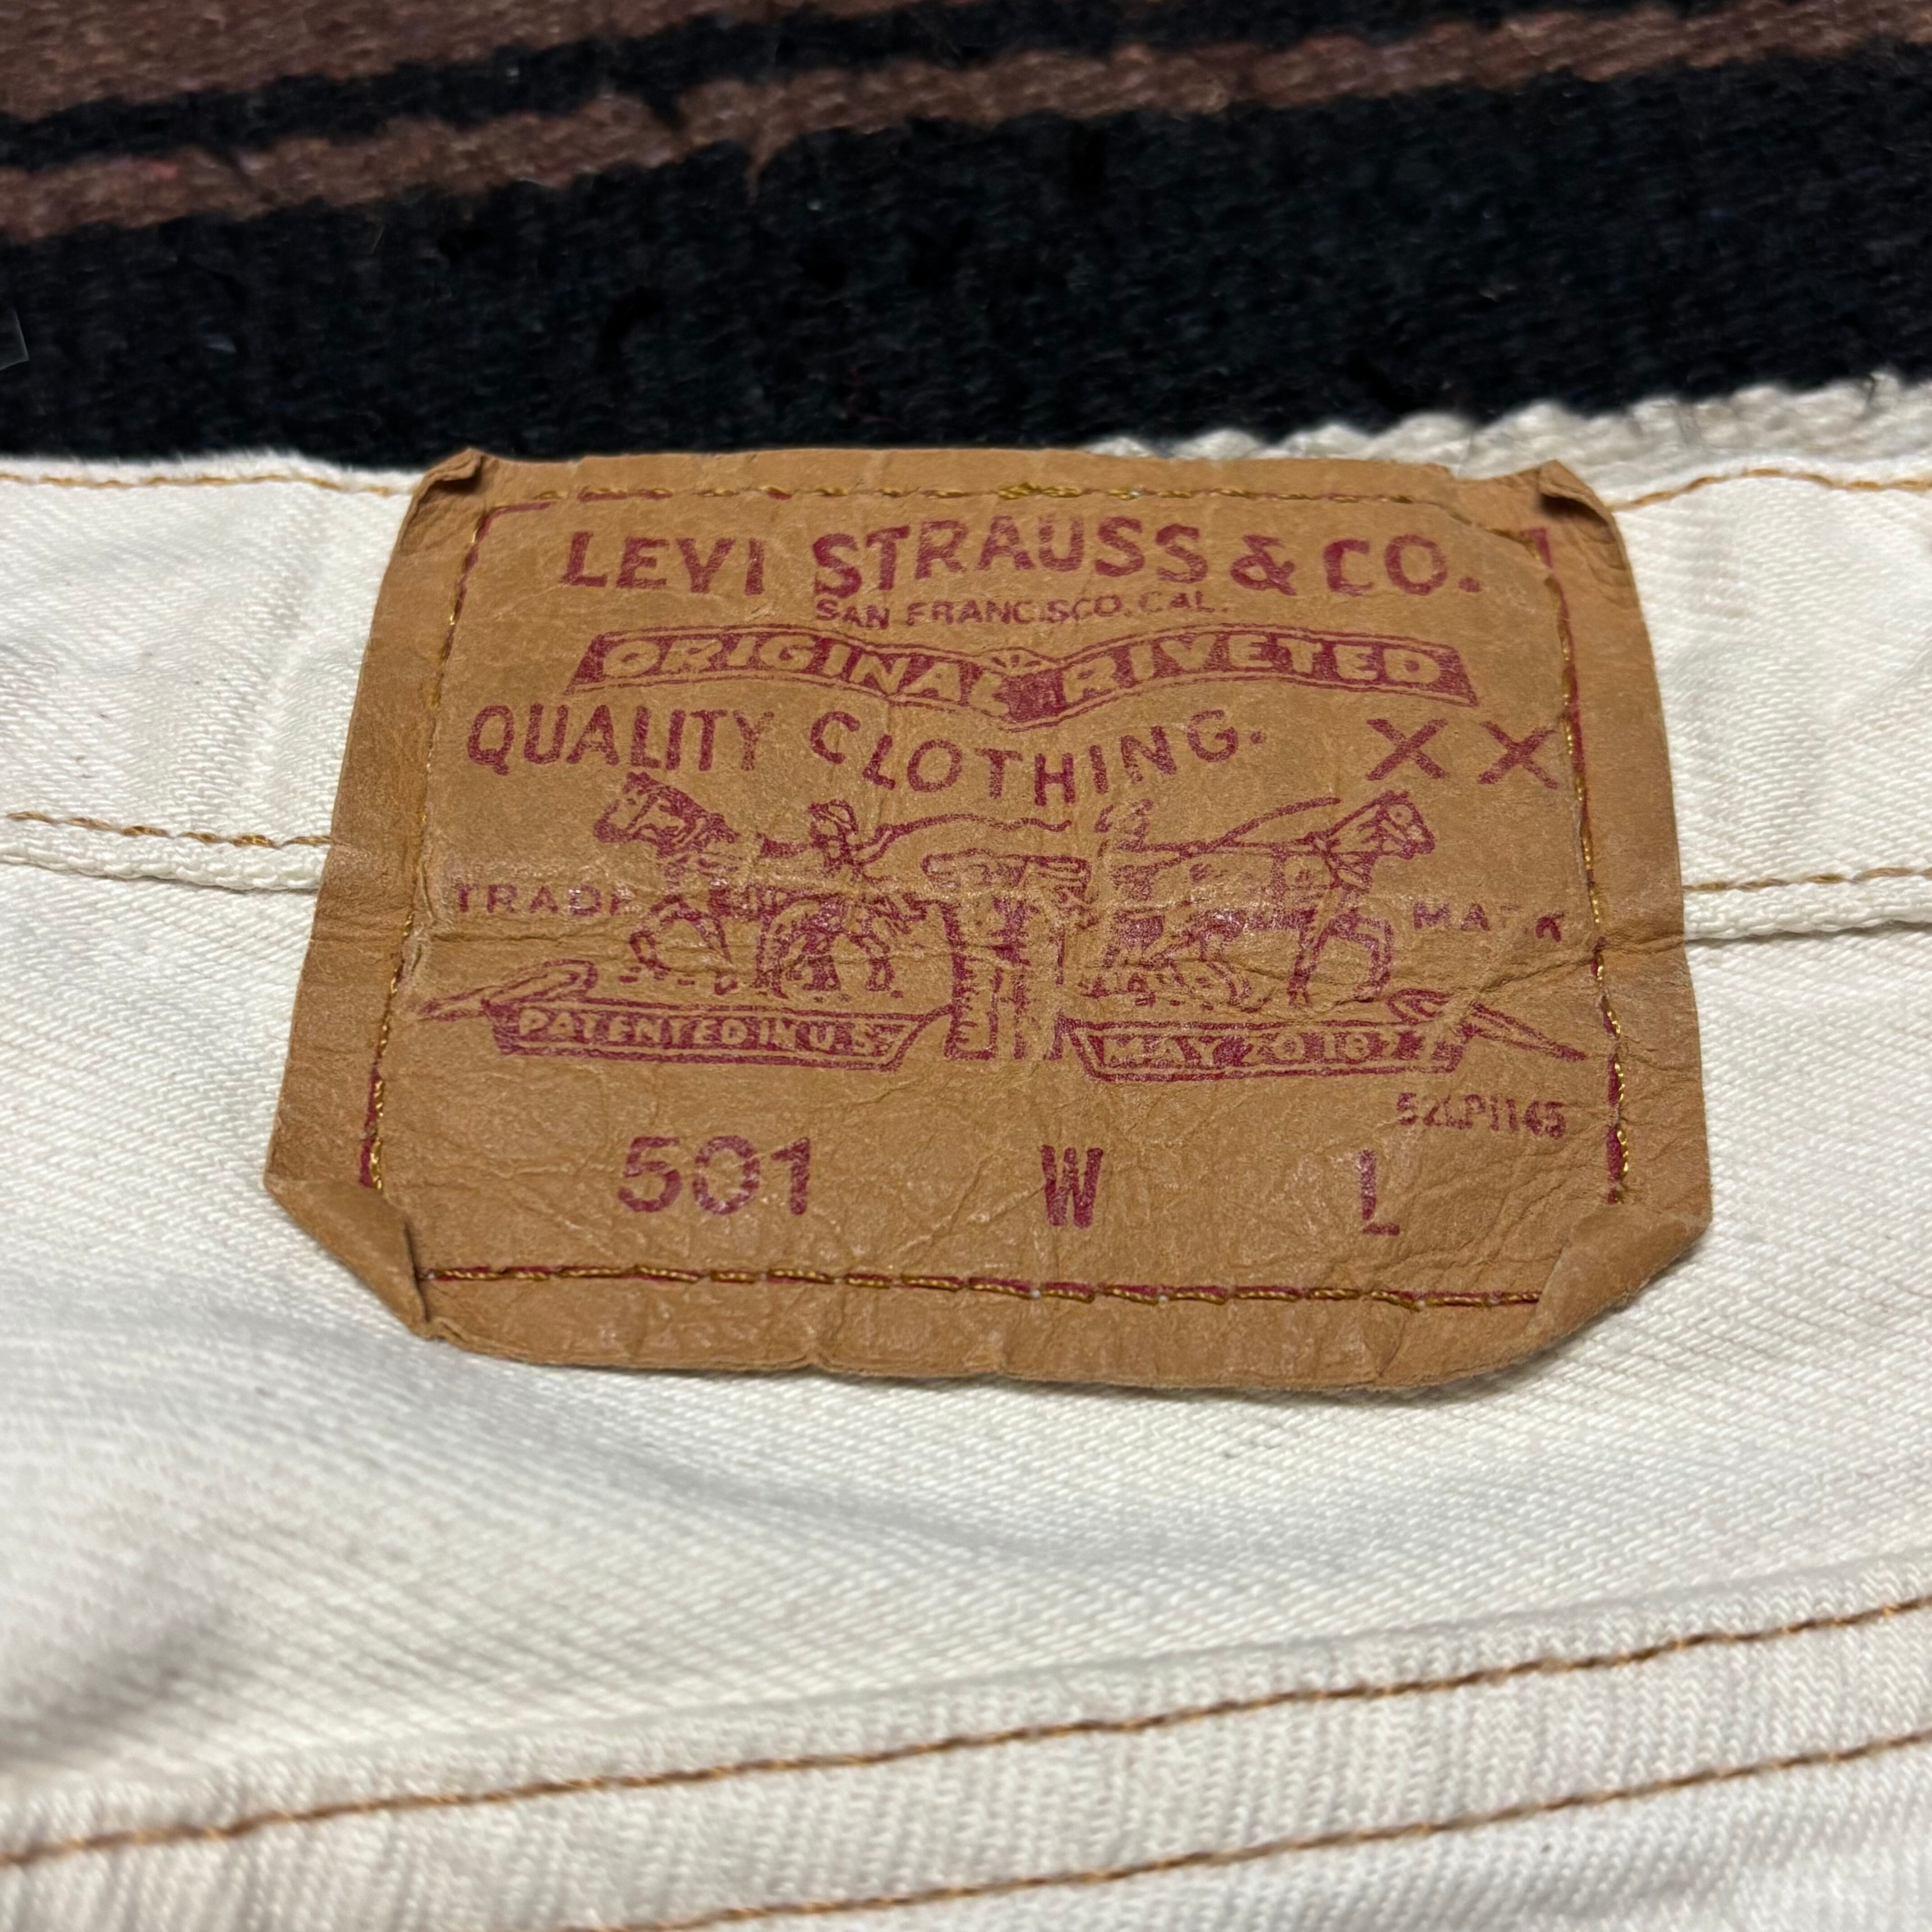 LEVI STRAUSS & CO.
SAN FRANCISCO, CAL.
ORIGINAL RIVETED
QUALITY CLOTHING. XX
TRADE MARK
PATENTED IN U.S.
MAY 20 1873
52LP1145
501 W L